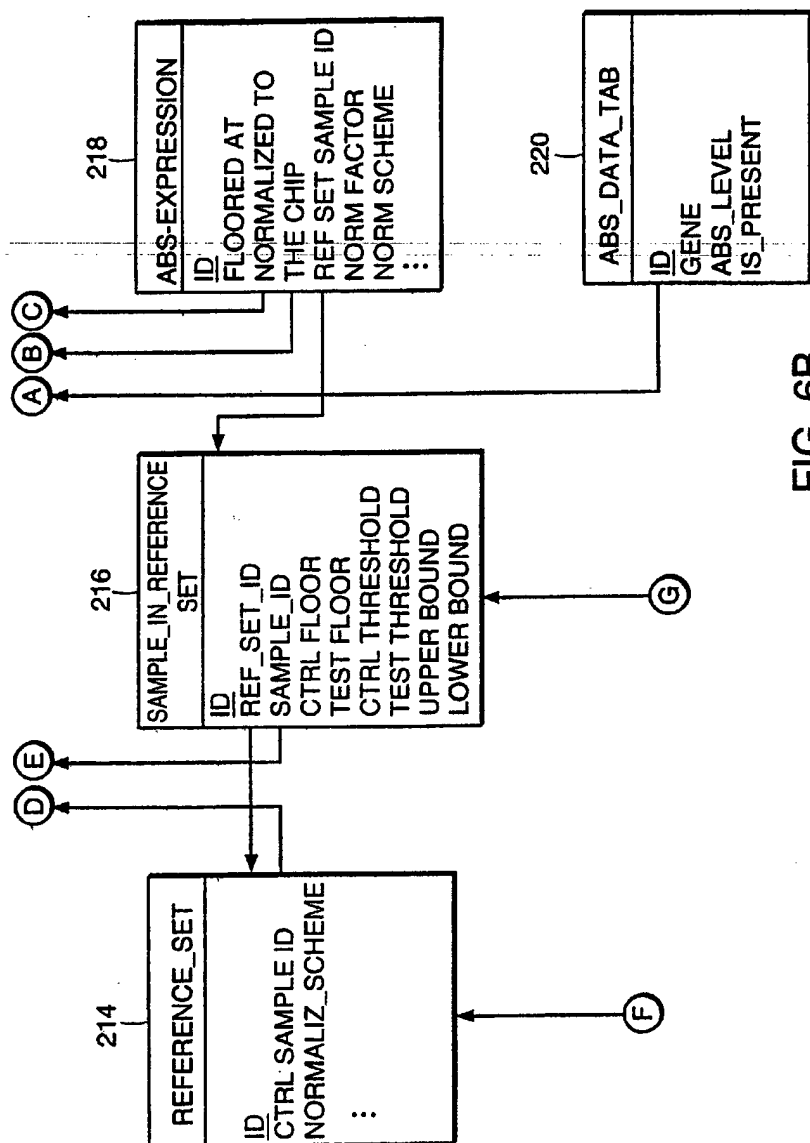 214
REFERENCE_SET
ID
CTRL SAMPLE ID
NORMALIZ_SCHEME
⋮
D
E
F
216
SAMPLE_IN_REFERENCE
SET
ID
REF_SET_ID
SAMPLE_ID
CTRL FLOOR
TEST FLOOR
CTRL THRESHOLD
TEST THRESHOLD
UPPER BOUND
LOWER BOUND
G
A
B
C
218
ABS-EXPRESSION
ID
FLOORED AT
NORMALIZED TO
THE CHIP
REF SET SAMPLE ID
NORM FACTOR
NORM SCHEME
⋮
220
ABS_DATA_TAB
ID
GENE
ABS_LEVEL
IS_PRESENT
FIG. 6B